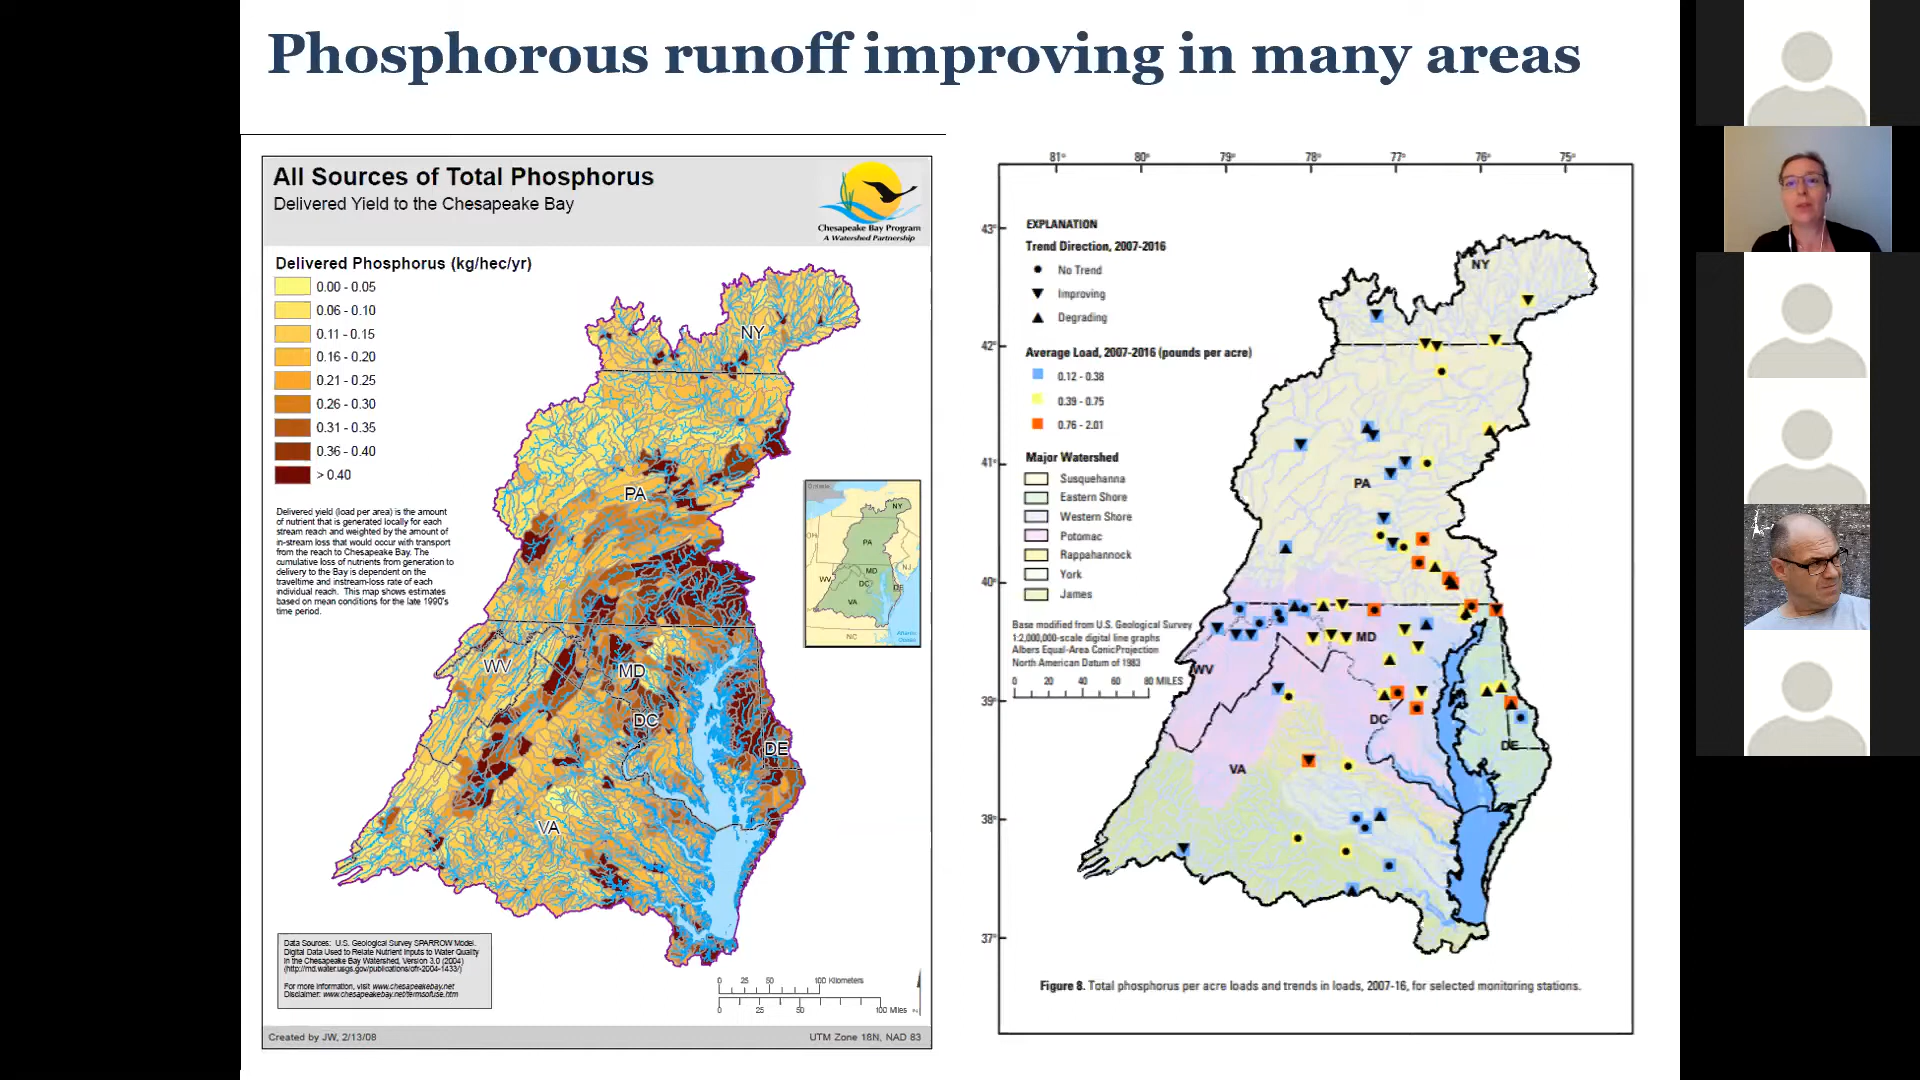 Phosphorous runoff improving in many areas
All Sources of Total Phosphorus
Delivered Yield to the Chesapeake Bay
Chesapeake Bay Program
A Watershed Partnership
Delivered Phosphorus (kg/hec/yr)
0.00 - 0.05
0.06 - 0.10
0.11 - 0.15
0.16 - 0.20
0.21 - 0.25
0.26 - 0.30
0.31 - 0.35
0.36 - 0.40
> 0.40
Delivered yield (load per area) is the amount
of nutrient that is generated locally for each
stream reach and weighted by the amount of
in-stream loss that would occur with transport
from the reach to Chesapeake Bay. The
cumulative loss of nutrients from generation to
delivery to the Bay is dependent on the
traveltime and instream-loss rate of each
individual reach. This map shows estimates
based on mean conditions for the late 1990's
time period.
NY
PA
WV
MD
DC
DE
VA
NY
PA
OH
NJ
MD
WV
DC
DE
VA
NC
Atlantic
Ocean
Data Sources: U.S. Geological Survey SPARROW Model.
Digital Data Used to Relate Nutrient Inputs to Water Quality
in the Chesapeake Bay Watershed, Version 3.0 (2004)
(http://md.water.usgs.gov/publications/ofr-2004-1433/)
For more information, visit www.chesapeakebay.net
Disclaimer: www.chesapeakebay.net/termsofuse.htm
0 25 50 100 Kilometers
0 25 50 100 Miles
Created by JW, 2/13/08
UTM Zone 18N, NAD 83
81° 80° 79° 78° 77° 76° 75°
43°
42°
41°
40°
39°
38°
37°
EXPLANATION
Trend Direction, 2007-2016
No Trend
Improving
Degrading
Average Load, 2007-2016 (pounds per acre)
0.12 - 0.38
0.39 - 0.75
0.76 - 2.01
Major Watershed
Susquehanna
Eastern Shore
Western Shore
Potomac
Rappahannock
York
James
Base modified from U.S. Geological Survey
1:2,000,000-scale digital line graphs
Albers Equal-Area ConicProjection
North American Datum of 1983
0 20 40 60 80 MILES
NY
PA
MD
WV
DC
DE
VA
Figure 8. Total phosphorus per acre loads and trends in loads, 2007-16, for selected monitoring stations.